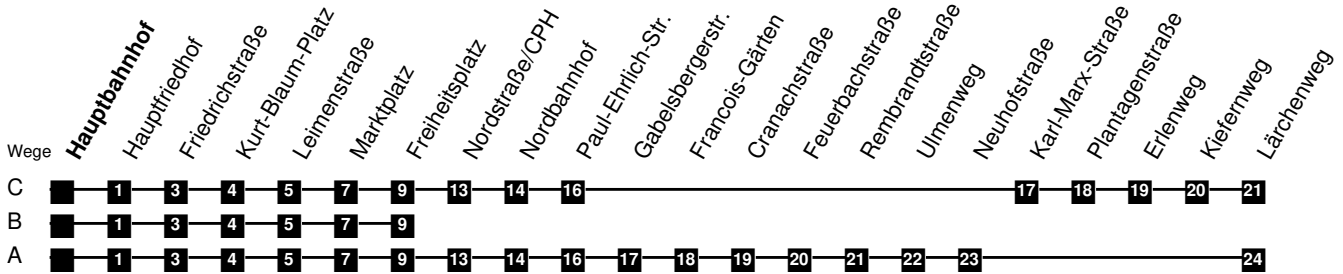 Hauptbahnhof
Hauptfriedhof
Friedrichstraße
Kurt-Blaum-Platz
Leimenstraße
Marktplatz
Freiheitsplatz
Nordstraße/CPH
Nordbahnhof
Paul-Ehrlich-Str.
Gabelsbergerstr.
Francois-Gärten
Cranachstraße
Feuerbachstraße
Rembrandtstraße
Ulmenweg
Neuhofstraße
Karl-Marx-Straße
Plantagenstraße
Erlenweg
Kiefernweg
Lärchenweg
Wege
C 1 3 4 5 7 9 13 14 16 17 18 19 20 21
B 1 3 4 5 7 9
A 1 3 4 5 7 9 13 14 16 17 18 19 20 21 22 23 24